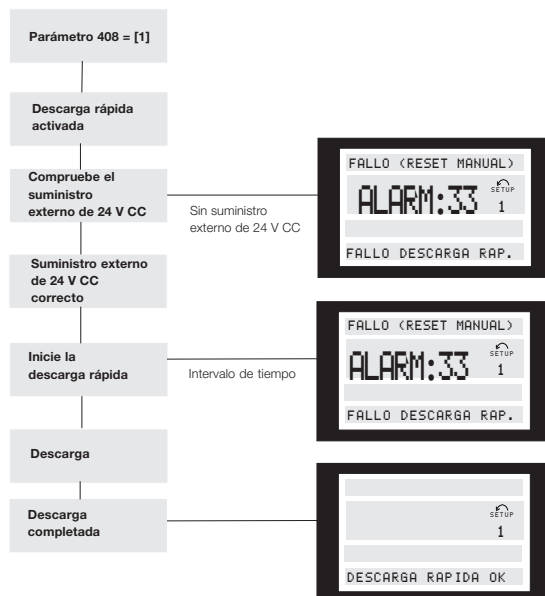 Parámetro 408 = [1]
Descarga rápida
activada
Compruebe el
suministro
externo de 24 V CC
Sin suministro
externo de 24 V CC
FALLO (RESET MANUAL)
ALARM:33
SETUP
1
FALLO DESCARGA RAP.
Suministro externo
de 24 V CC
correcto
Inicie la
descarga rápida
Intervalo de tiempo
FALLO (RESET MANUAL)
ALARM:33
SETUP
1
FALLO DESCARGA RAP.
Descarga
Descarga
completada
SETUP
1
DESCARGA RAPIDA OK